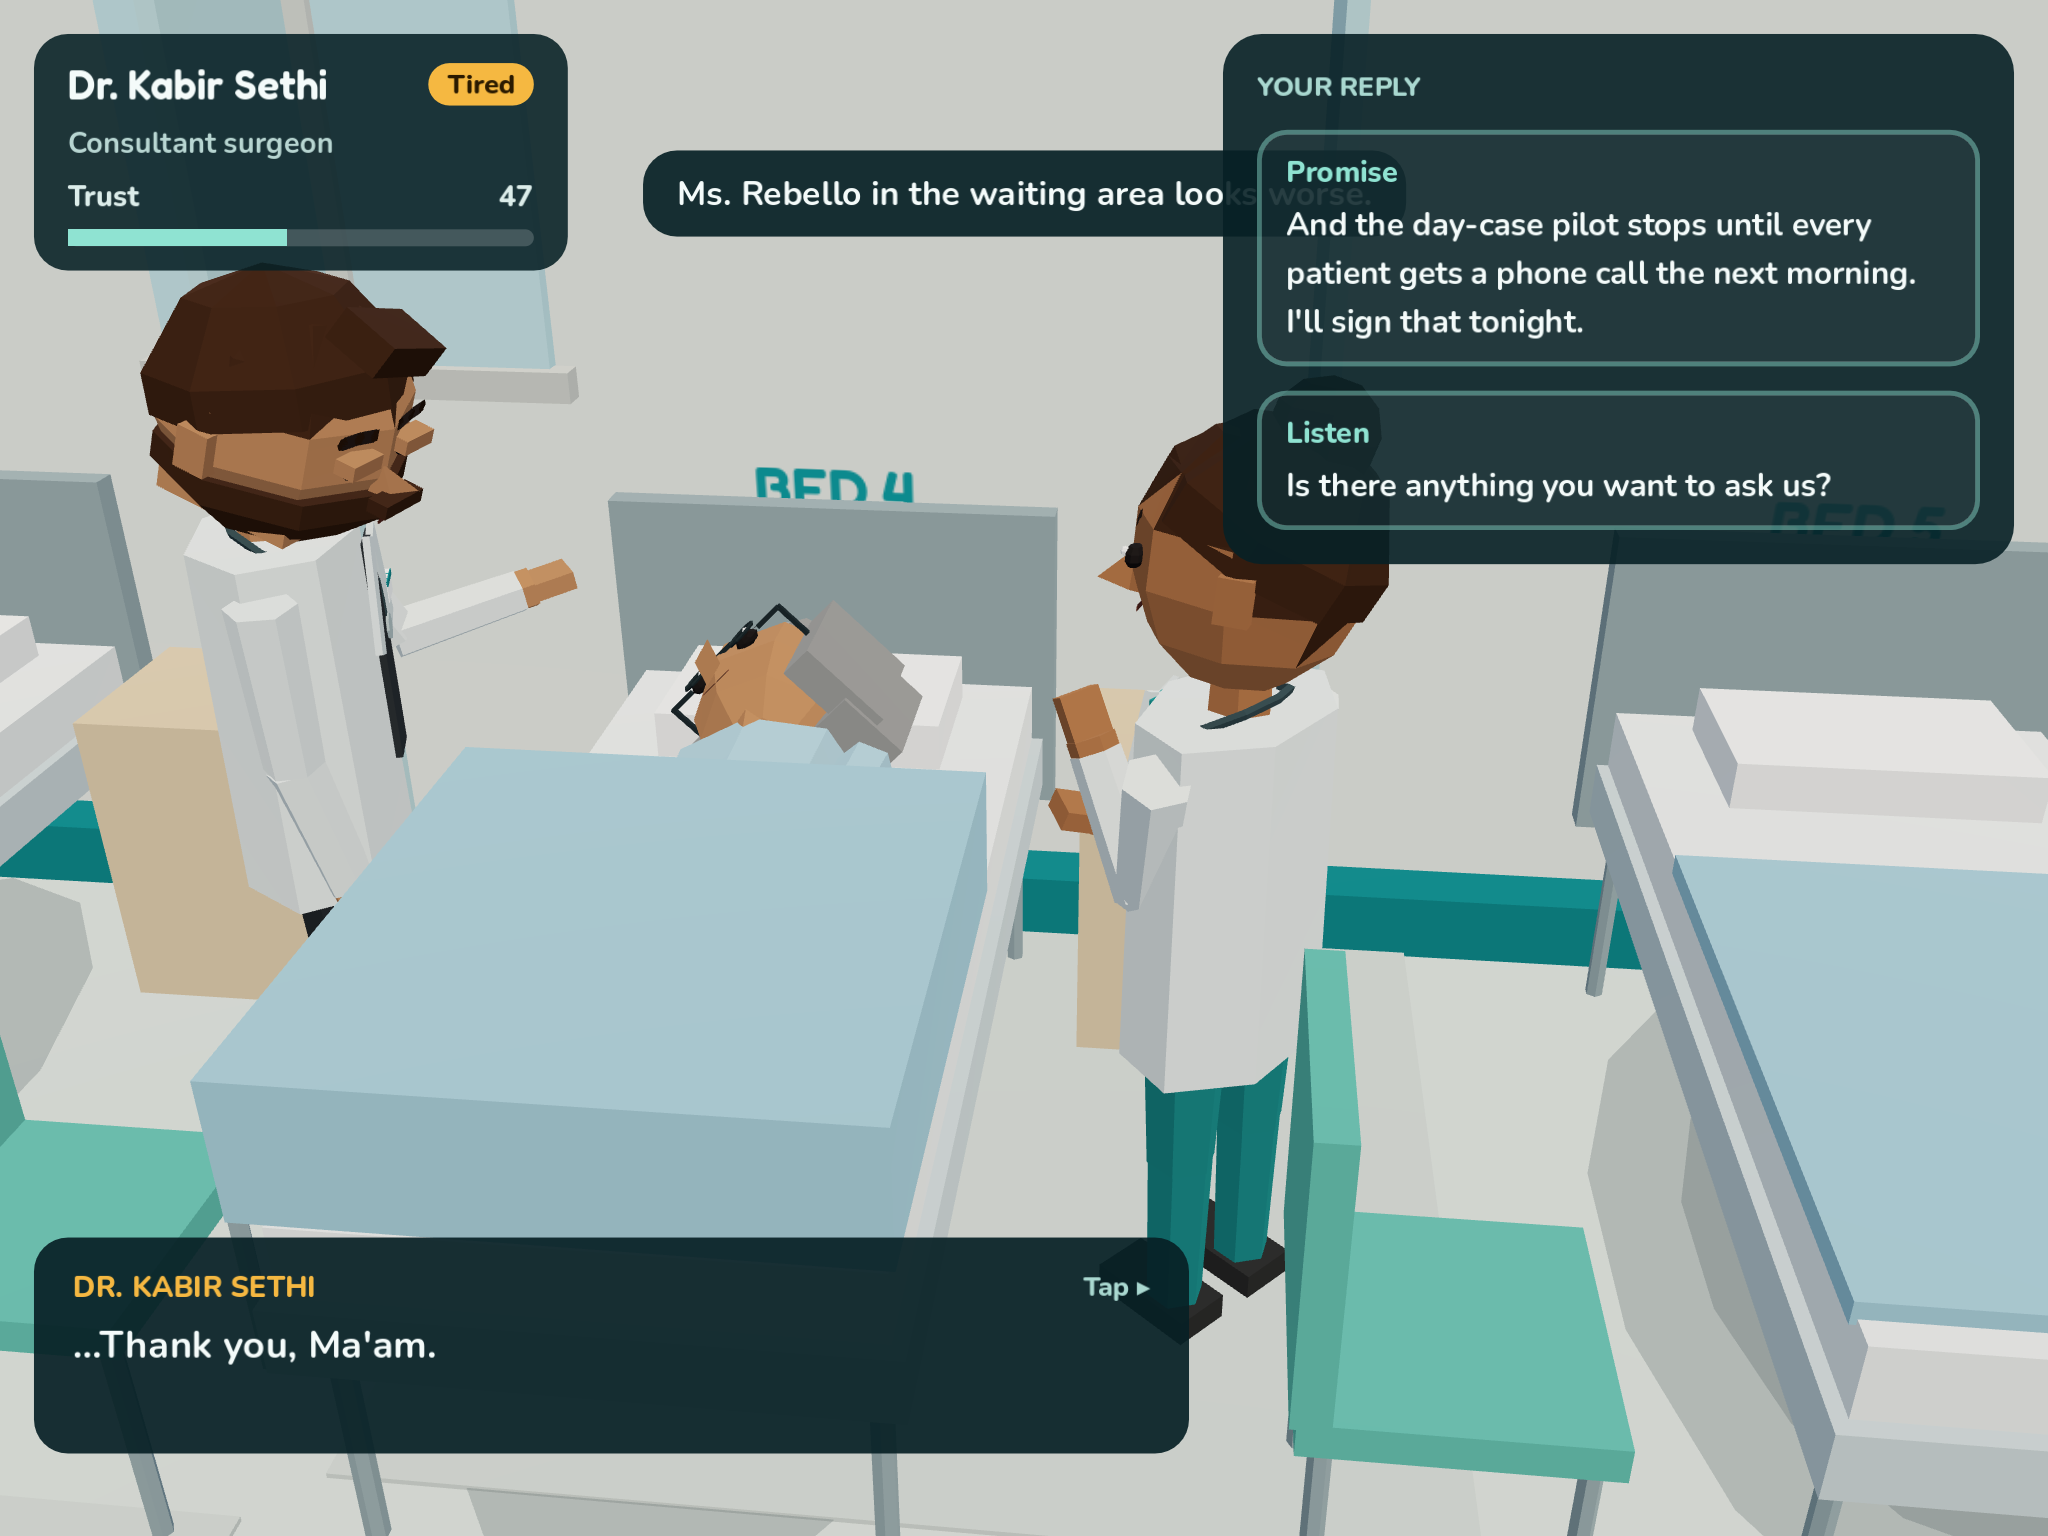 Dr. Kabir Sethi
Tired
Consultant surgeon
Trust
47
Ms. Rebello in the waiting area looks worse.
YOUR REPLY
Promise
And the day-case pilot stops until every
patient gets a phone call the next morning.
I'll sign that tonight.
Listen
Is there anything you want to ask us?
BED 4
BED 5
DR. KABIR SETHI
Tap ▸
...Thank you, Ma'am.